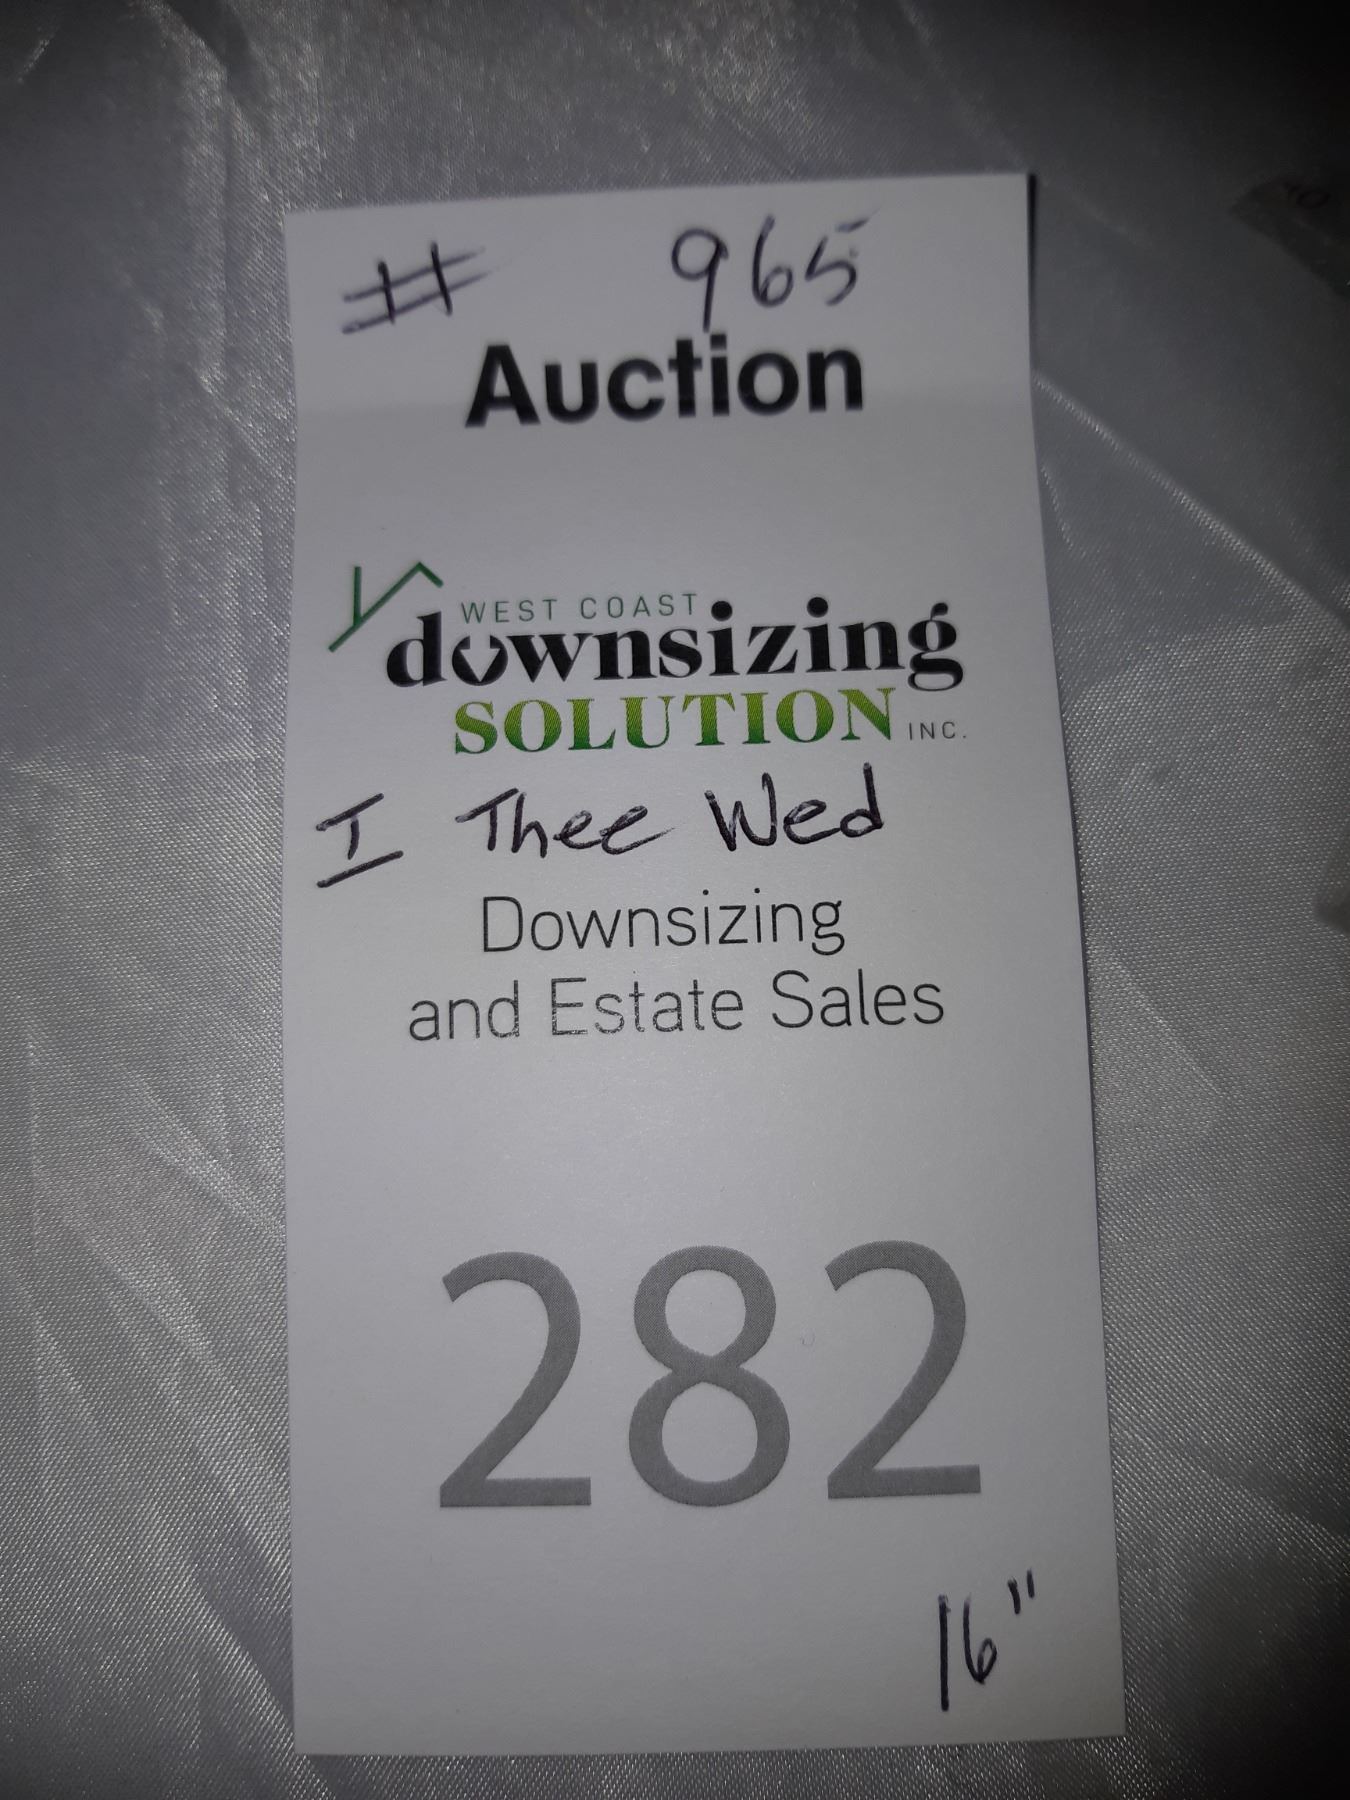 # 965
Auction
WEST COAST
downsizing
SOLUTION INC.
I Thee Wed
Downsizing
and Estate Sales
282
16"